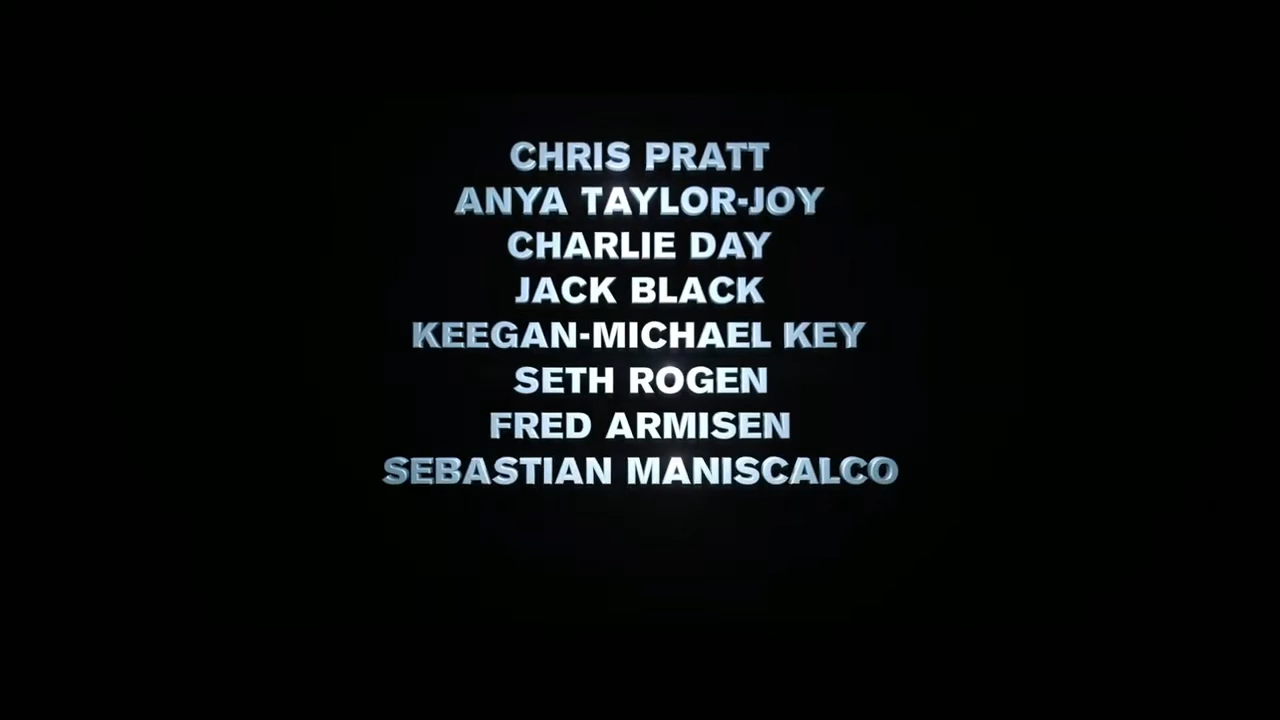 CHRIS PRATT
ANYA TAYLOR-JOY
CHARLIE DAY
JACK BLACK
KEEGAN-MICHAEL KEY
SETH ROGEN
FRED ARMISEN
SEBASTIAN MANISCALCO